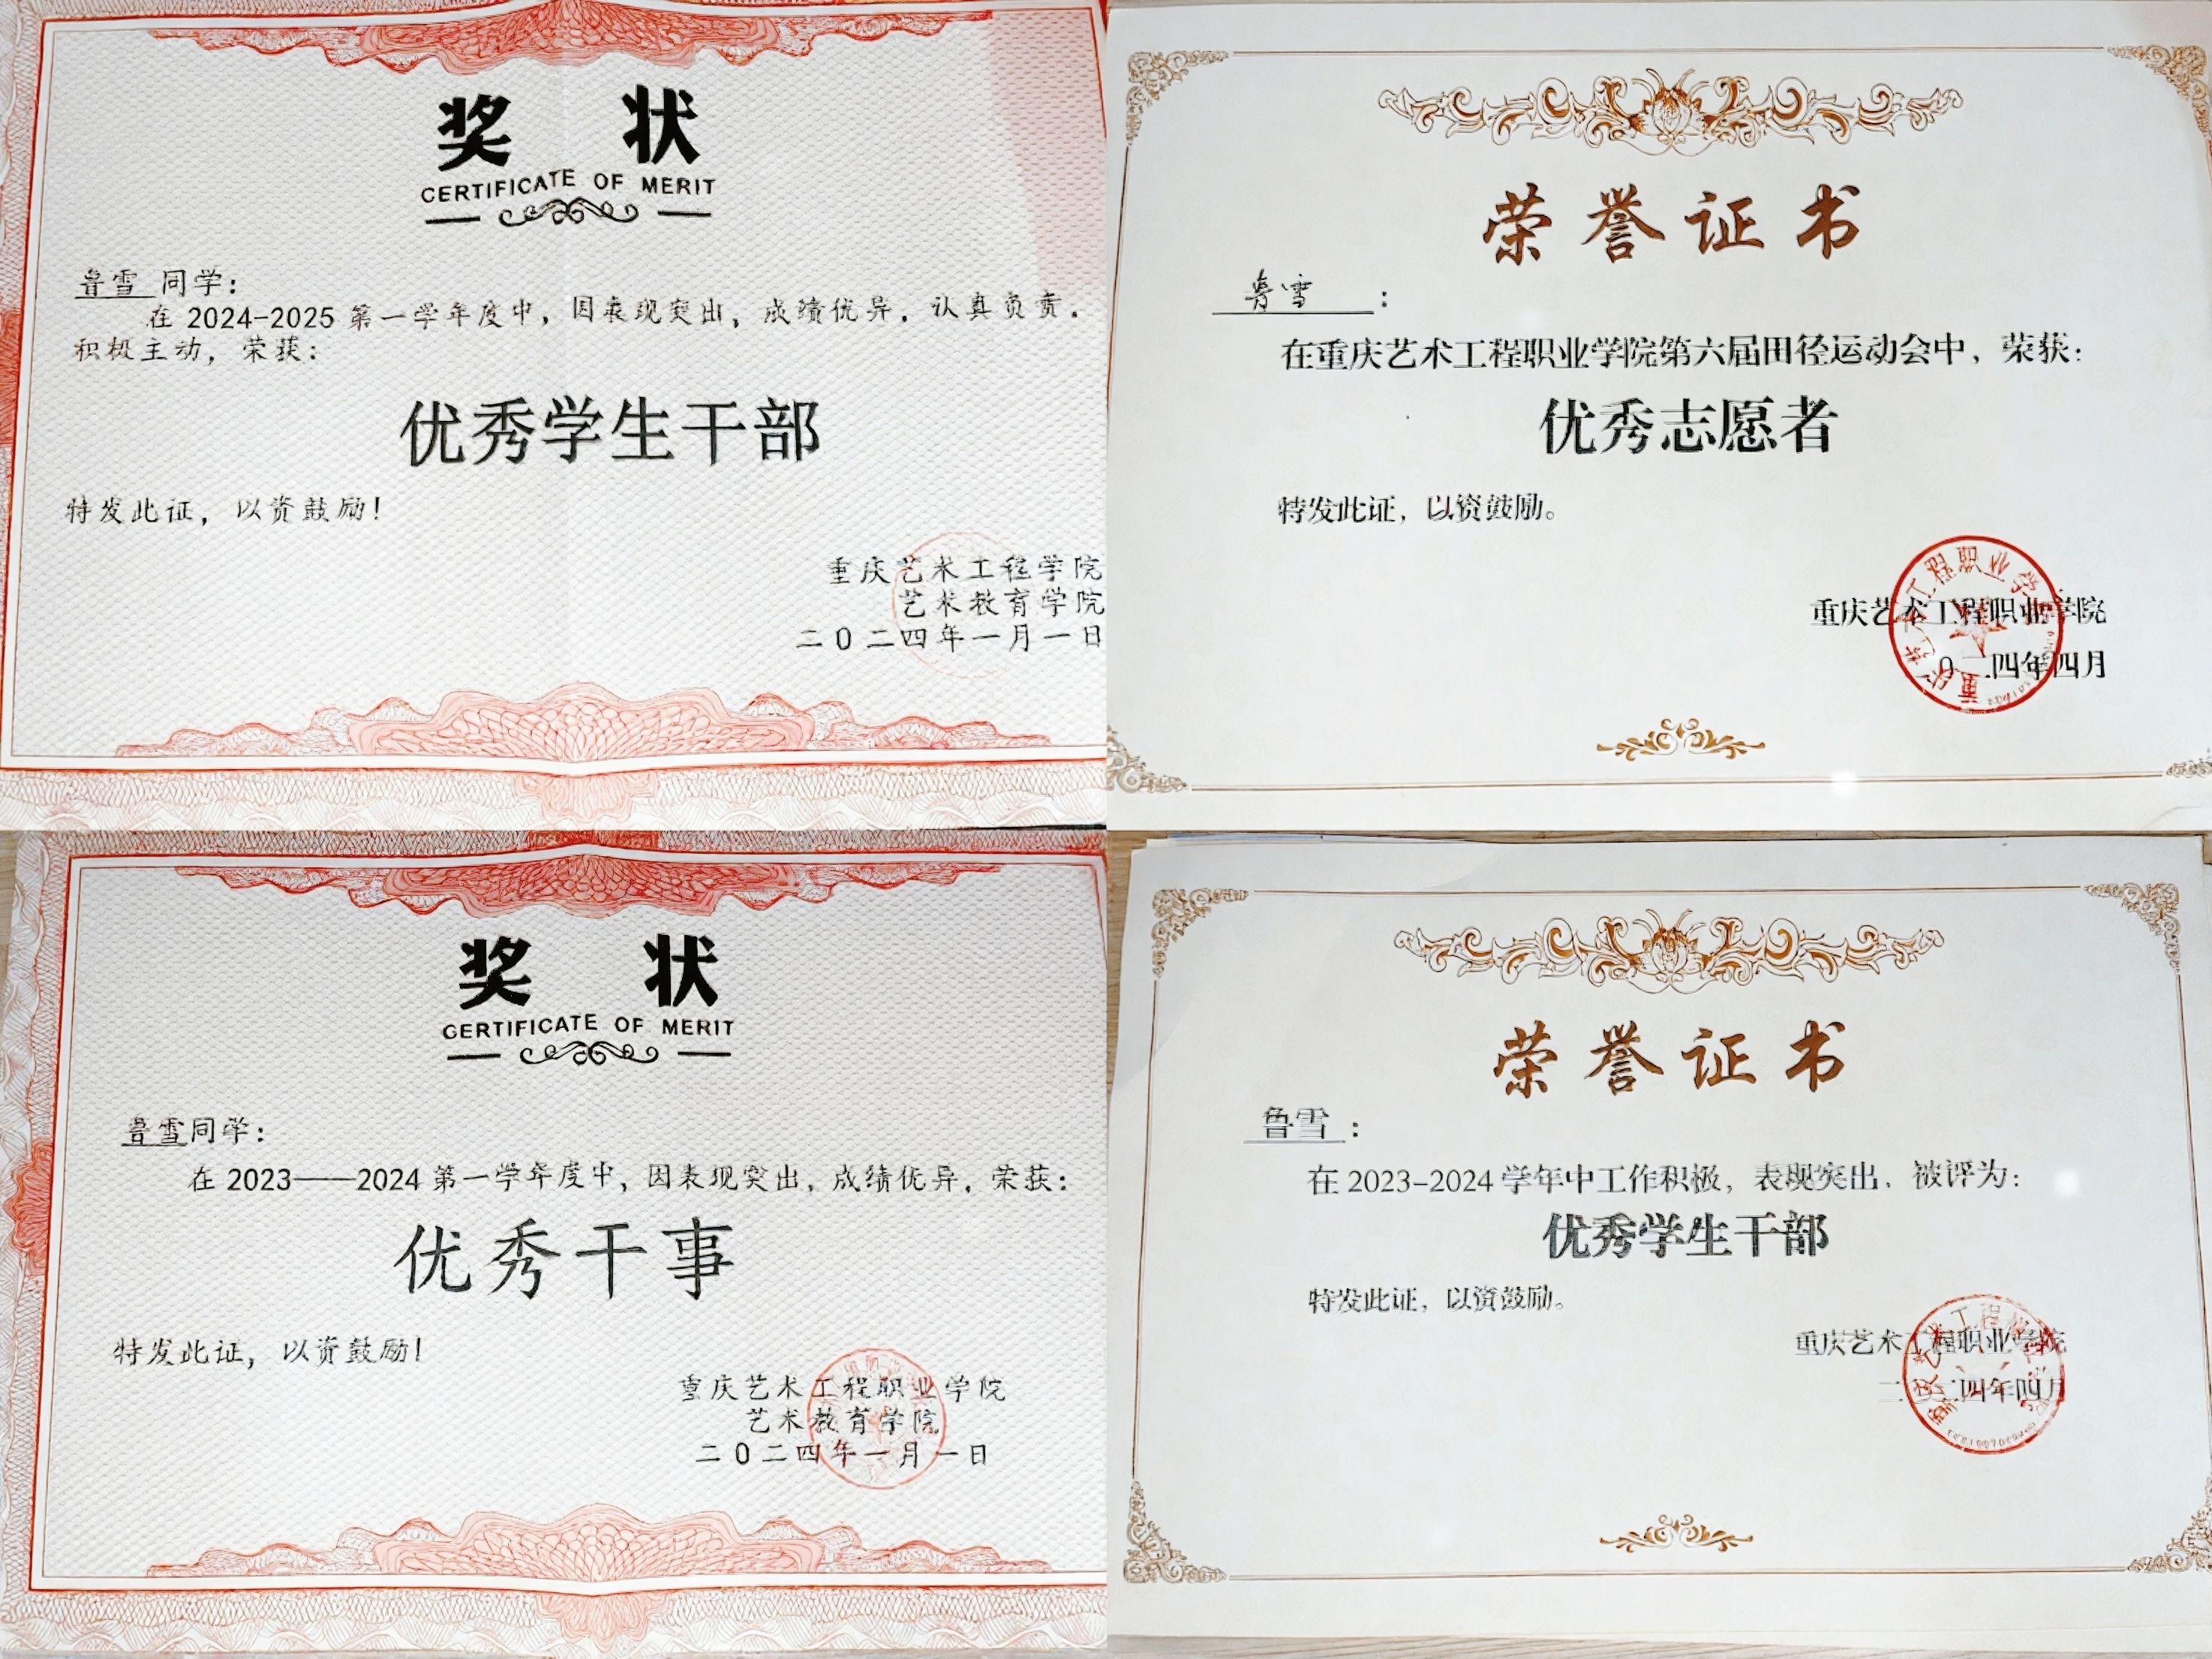 奖 状
CERTIFICATE OF MERIT
鲁雪 同学：
在 2024-2025 第一学年度中，因表现突出，成绩优异，认真负责，
积极主动，荣获：
优秀学生干部
特发此证，以资鼓励！
重庆艺术工程学院
艺术教育学院
二0二四年一月一日
荣誉证书
鲁雪：
在重庆艺术工程职业学院第六届田径运动会中，荣获：
优秀志愿者
特发此证，以资鼓励。
重庆艺术工程职业学院
0二四年四月
奖 状
CERTIFICATE OF MERIT
鲁雪同学：
在 2023——2024 第一学年度中，因表现突出，成绩优异，荣获：
优秀干事
特发此证，以资鼓励！
重庆艺术工程职业学院
艺术教育学院
二0二四年一月一日
荣誉证书
鲁雪：
在 2023-2024 学年中工作积极，表现突出，被评为：
优秀学生干部
特发此证，以资鼓励。
重庆艺术工程职业学院
二 二四年四月